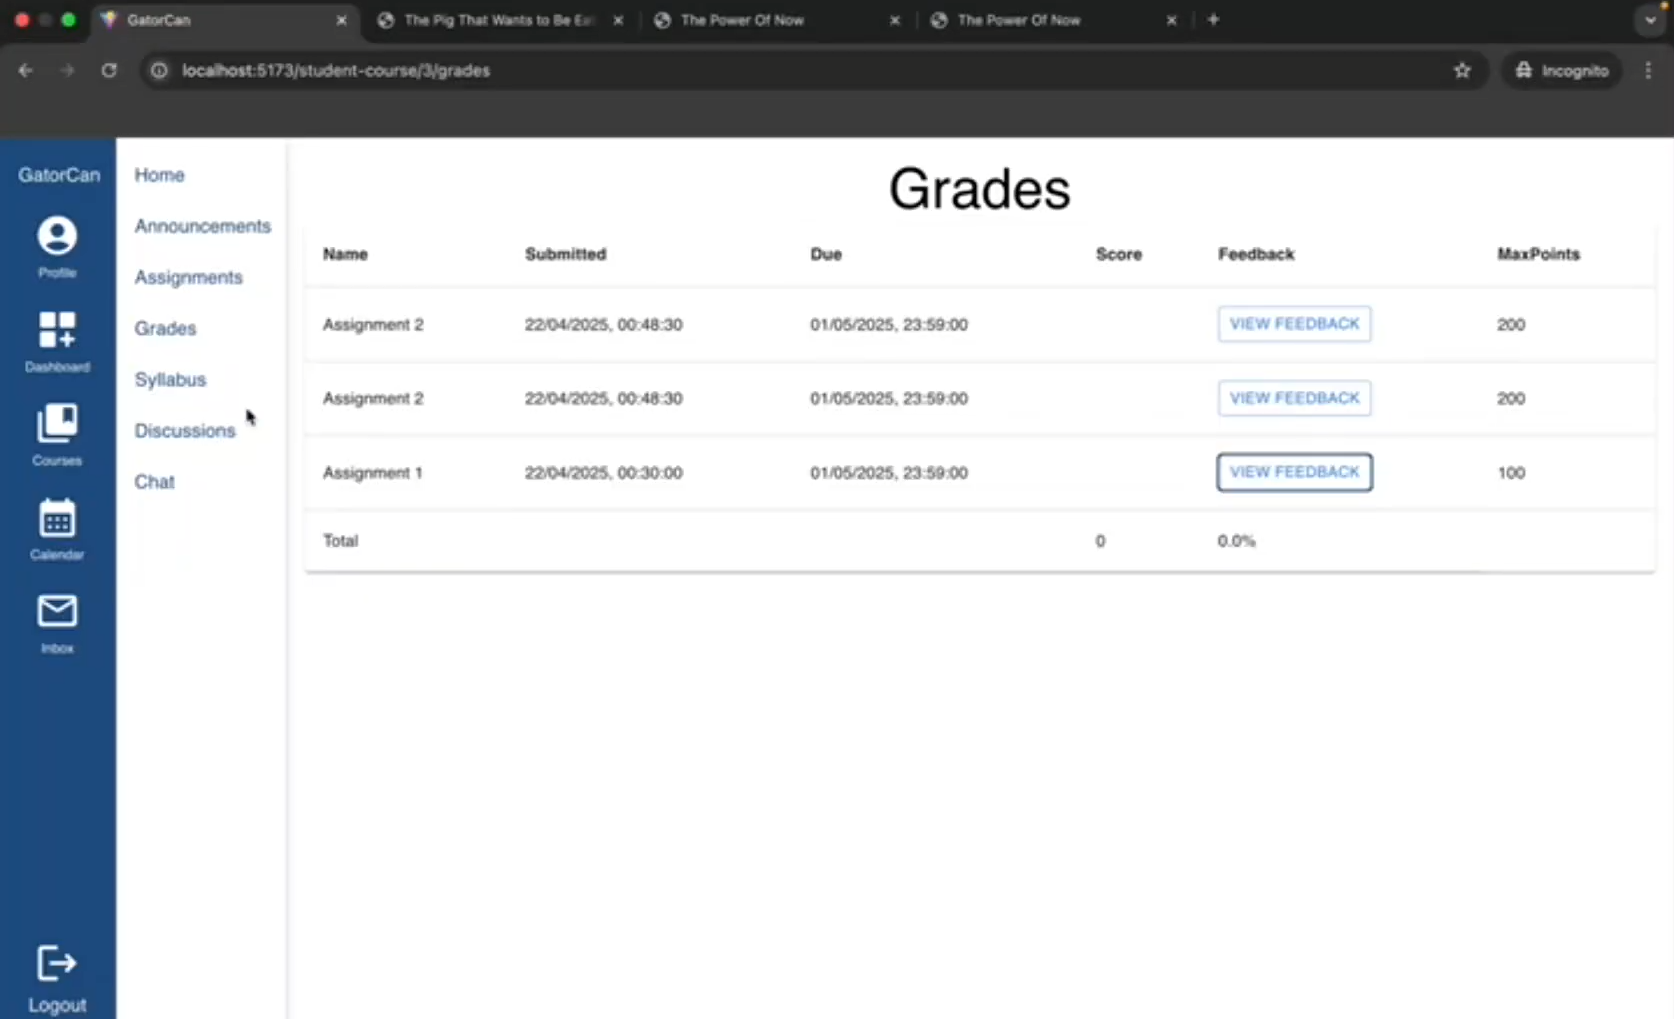 GatorCan
The Pig That Wants to Be Ea
The Power Of Now
The Power Of Now
localhost:5173/student-course/3/grades
Incognito
GatorCan
Profile
Dashboard
Courses
Calendar
Inbox
Logout
Home
Announcements
Assignments
Grades
Syllabus
Discussions
Chat
Grades
Name Submitted Due Score Feedback MaxPoints
Assignment 2 22/04/2025, 00:48:30 01/05/2025, 23:59:00 VIEW FEEDBACK 200
Assignment 2 22/04/2025, 00:48:30 01/05/2025, 23:59:00 VIEW FEEDBACK 200
Assignment 1 22/04/2025, 00:30:00 01/05/2025, 23:59:00 VIEW FEEDBACK 100
Total 0 0.0%